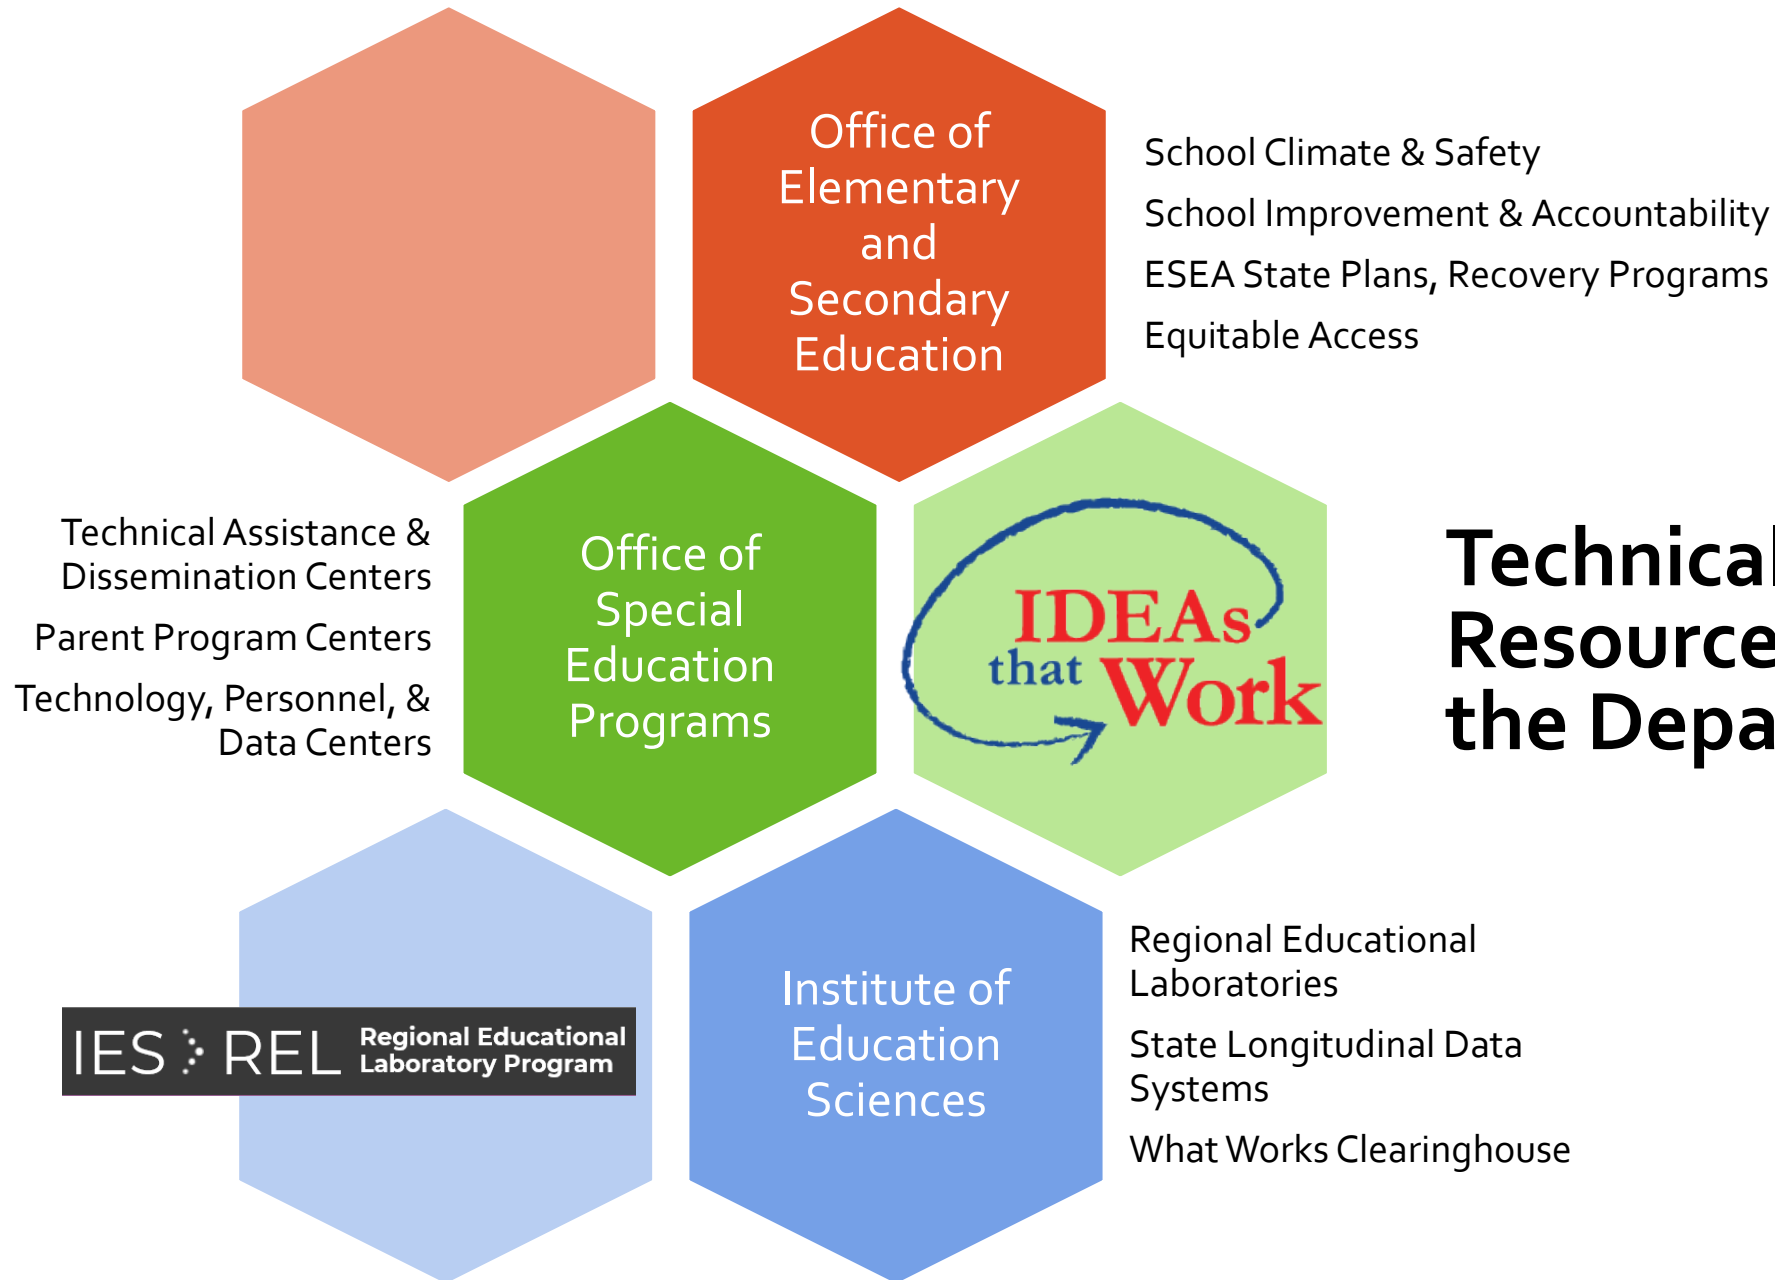 Office of
Elementary
and
Secondary
Education
School Climate & Safety
School Improvement & Accountability
ESEA State Plans, Recovery Programs
Equitable Access
Technical Assistance &
Dissemination Centers
Parent Program Centers
Technology, Personnel, &
Data Centers
Office of
Special
Education
Programs
IDEAs
that Work
Technical
Resource
the Depa
IES REL Regional Educational
Laboratory Program
Institute of
Education
Sciences
Regional Educational
Laboratories
State Longitudinal Data
Systems
What Works Clearinghouse